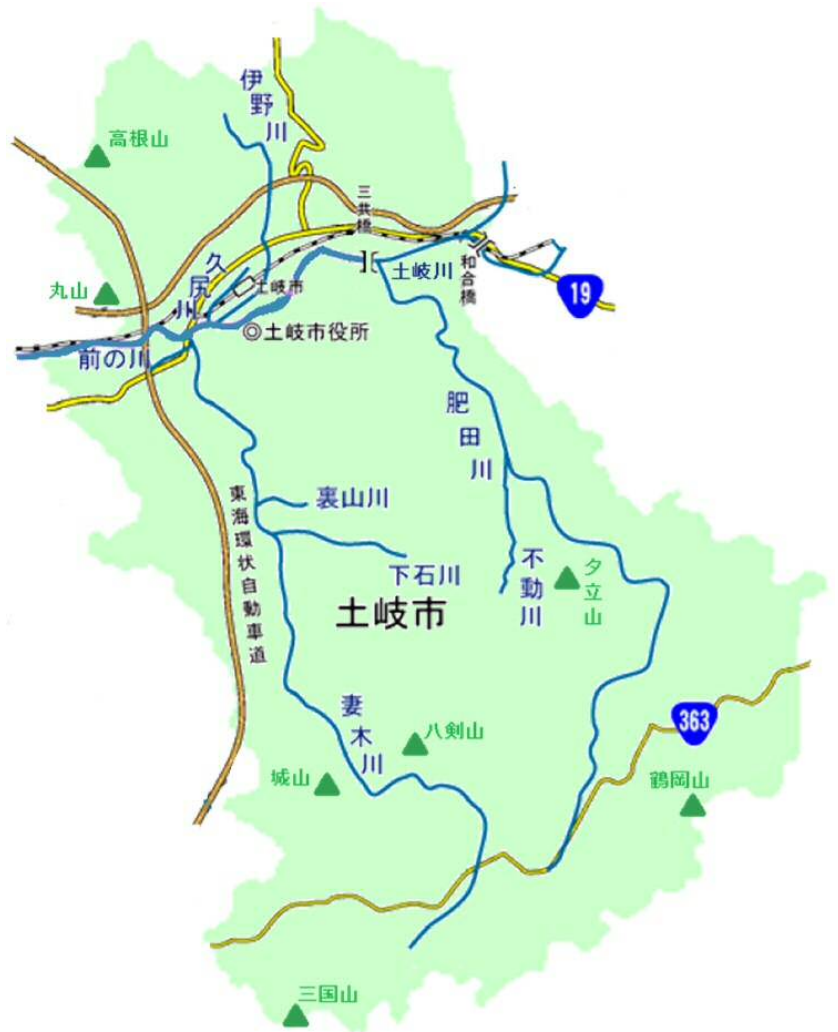 伊野川
高根山
三共橋
久尻川
土岐川
和合橋
丸山
土岐市
19
土岐市役所
前の川
肥田川
東海環状自動車道
裏山川
下石川
不動川
夕立山
土岐市
妻木川
八剣山
363
城山
鶴岡山
三国山